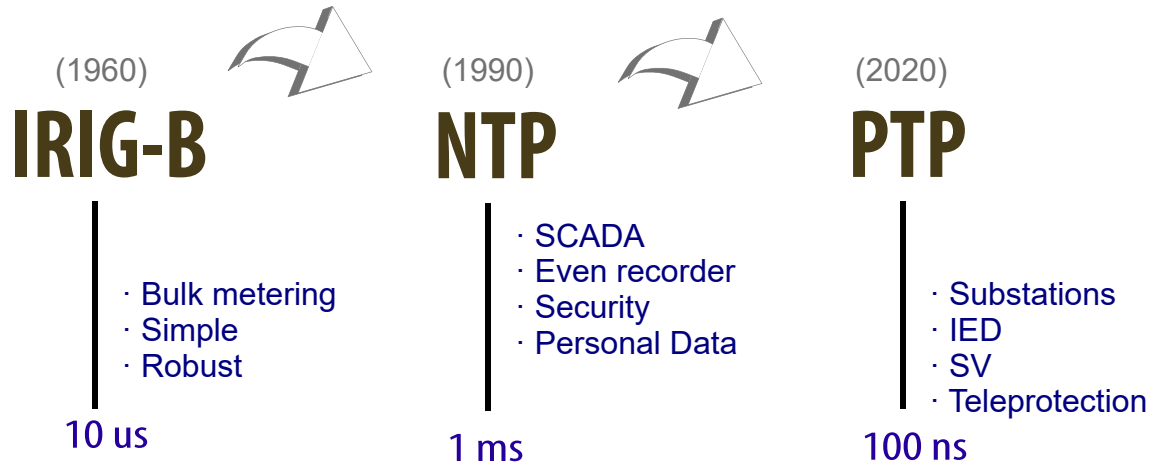 (1960)
IRIG-B
· Bulk metering
· Simple
· Robust
10 us
(1990)
NTP
· SCADA
· Even recorder
· Security
· Personal Data
1 ms
(2020)
PTP
· Substations
· IED
· SV
· Teleprotection
100 ns